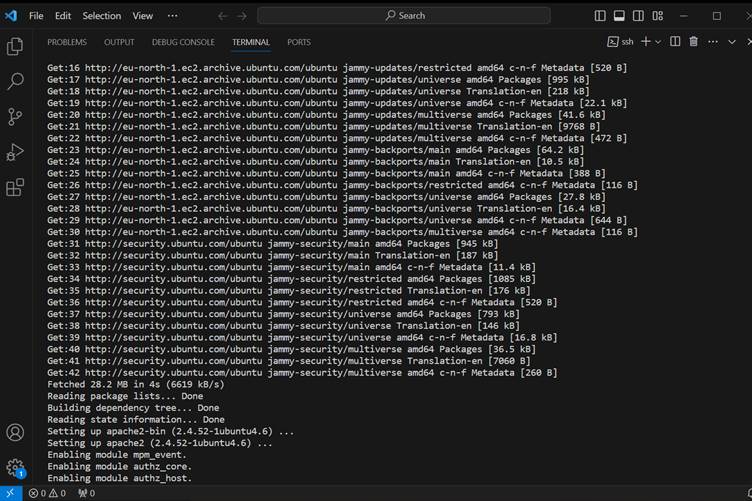 File Edit Selection View ··· Search
PROBLEMS OUTPUT DEBUG CONSOLE TERMINAL PORTS ssh
Get:16 http://eu-north-1.ec2.archive.ubuntu.com/ubuntu jammy-updates/restricted amd64 c-n-f Metadata [520 B]
Get:17 http://eu-north-1.ec2.archive.ubuntu.com/ubuntu jammy-updates/universe amd64 Packages [995 kB]
Get:18 http://eu-north-1.ec2.archive.ubuntu.com/ubuntu jammy-updates/universe Translation-en [218 kB]
Get:19 http://eu-north-1.ec2.archive.ubuntu.com/ubuntu jammy-updates/universe amd64 c-n-f Metadata [22.1 kB]
Get:20 http://eu-north-1.ec2.archive.ubuntu.com/ubuntu jammy-updates/multiverse amd64 Packages [41.6 kB]
Get:21 http://eu-north-1.ec2.archive.ubuntu.com/ubuntu jammy-updates/multiverse Translation-en [9768 B]
Get:22 http://eu-north-1.ec2.archive.ubuntu.com/ubuntu jammy-updates/multiverse amd64 c-n-f Metadata [472 B]
Get:23 http://eu-north-1.ec2.archive.ubuntu.com/ubuntu jammy-backports/main amd64 Packages [64.2 kB]
Get:24 http://eu-north-1.ec2.archive.ubuntu.com/ubuntu jammy-backports/main Translation-en [10.5 kB]
Get:25 http://eu-north-1.ec2.archive.ubuntu.com/ubuntu jammy-backports/main amd64 c-n-f Metadata [388 B]
Get:26 http://eu-north-1.ec2.archive.ubuntu.com/ubuntu jammy-backports/restricted amd64 c-n-f Metadata [116 B]
Get:27 http://eu-north-1.ec2.archive.ubuntu.com/ubuntu jammy-backports/universe amd64 Packages [27.8 kB]
Get:28 http://eu-north-1.ec2.archive.ubuntu.com/ubuntu jammy-backports/universe Translation-en [16.4 kB]
Get:29 http://eu-north-1.ec2.archive.ubuntu.com/ubuntu jammy-backports/universe amd64 c-n-f Metadata [644 B]
Get:30 http://eu-north-1.ec2.archive.ubuntu.com/ubuntu jammy-backports/multiverse amd64 c-n-f Metadata [116 B]
Get:31 http://security.ubuntu.com/ubuntu jammy-security/main amd64 Packages [945 kB]
Get:32 http://security.ubuntu.com/ubuntu jammy-security/main Translation-en [187 kB]
Get:33 http://security.ubuntu.com/ubuntu jammy-security/main amd64 c-n-f Metadata [11.4 kB]
Get:34 http://security.ubuntu.com/ubuntu jammy-security/restricted amd64 Packages [1085 kB]
Get:35 http://security.ubuntu.com/ubuntu jammy-security/restricted Translation-en [176 kB]
Get:36 http://security.ubuntu.com/ubuntu jammy-security/restricted amd64 c-n-f Metadata [520 B]
Get:37 http://security.ubuntu.com/ubuntu jammy-security/universe amd64 Packages [793 kB]
Get:38 http://security.ubuntu.com/ubuntu jammy-security/universe Translation-en [146 kB]
Get:39 http://security.ubuntu.com/ubuntu jammy-security/universe amd64 c-n-f Metadata [16.8 kB]
Get:40 http://security.ubuntu.com/ubuntu jammy-security/multiverse amd64 Packages [36.5 kB]
Get:41 http://security.ubuntu.com/ubuntu jammy-security/multiverse Translation-en [7060 B]
Get:42 http://security.ubuntu.com/ubuntu jammy-security/multiverse amd64 c-n-f Metadata [260 B]
Fetched 28.2 MB in 4s (6619 kB/s)
Reading package lists... Done
Building dependency tree... Done
Reading state information... Done
Setting up apache2-bin (2.4.52-1ubuntu4.6) ...
Setting up apache2 (2.4.52-1ubuntu4.6) ...
Enabling module mpm_event.
Enabling module authz_core.
Enabling module authz_host.
1
0 0 0